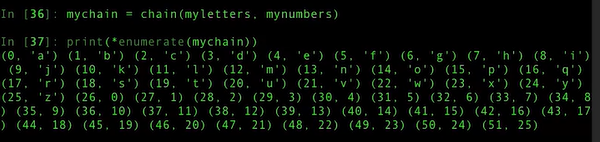 In [36]: mychain = chain(myletters, mynumbers)
In [37]: print(*enumerate(mychain))
(0, 'a') (1, 'b') (2, 'c') (3, 'd') (4, 'e') (5, 'f') (6, 'g') (7, 'h') (8, 'i')
 (9, 'j') (10, 'k') (11, 'l') (12, 'm') (13, 'n') (14, 'o') (15, 'p') (16, 'q')
(17, 'r') (18, 's') (19, 't') (20, 'u') (21, 'v') (22, 'w') (23, 'x') (24, 'y')
(25, 'z') (26, 0) (27, 1) (28, 2) (29, 3) (30, 4) (31, 5) (32, 6) (33, 7) (34, 8
) (35, 9) (36, 10) (37, 11) (38, 12) (39, 13) (40, 14) (41, 15) (42, 16) (43, 17
) (44, 18) (45, 19) (46, 20) (47, 21) (48, 22) (49, 23) (50, 24) (51, 25)